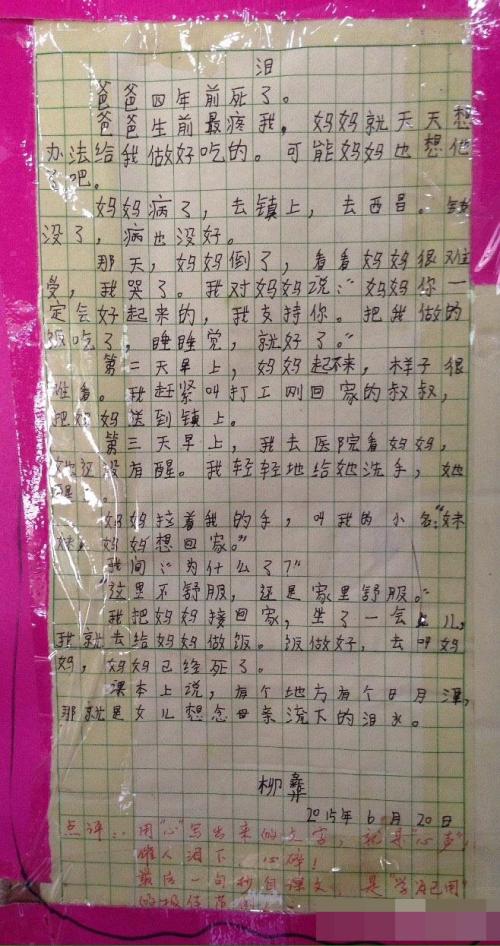 泪
爸爸四年前死了。
爸爸生前最疼我，妈妈就天天想
办法给我做好吃的。可能妈妈也想他
了吧。
妈妈病了，去镇上，去西昌。钱
没了，病也没好。
那天，妈妈倒了，看看妈妈很难
受，我哭了。我对妈妈说：“妈妈你一
定会好起来的，我支持你。把我做的
饭吃了，睡睡觉，就好了。”
第二天早上，妈妈起不来，样子很
难看。我赶紧叫打工刚回家的叔叔，
把妈妈送到镇上。
第三天早上，我去医院看妈妈，
她还没有醒。我轻轻地给她洗手，她
醒了。
妈妈拉着我的手，叫我的小名：“妹
妹，妈妈想回家。”
我问：“为什么了？”
“这里不舒服，还是家里舒服。”
我把妈妈接回家，坐了一会儿，
我就去给妈妈做饭。饭做好，去叫妈
妈，妈妈已经死了。
课本上说，有个地方有个日月潭，
那就是女儿想念母亲流下的泪水。
柳彝
2015年6月20日
点评：用“心”写出来的文字，就是“心声”，
催人泪下，心碎！
最后一句抄自课文，是“学为己用”
的极佳范例